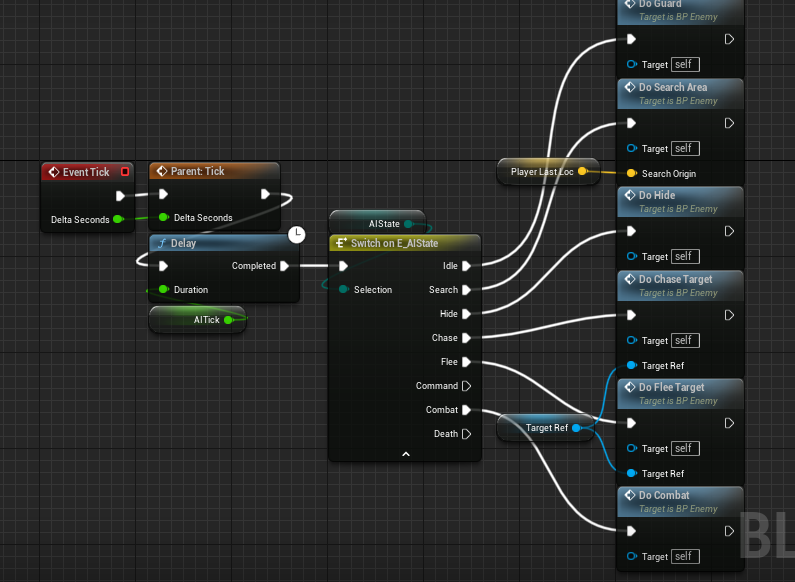 Do Guard
Target is BP Enemy
Target self
Do Search Area
Target is BP Enemy
Target self
Player Last Loc
Search Origin
Event Tick
Delta Seconds
Parent: Tick
Delta Seconds
Do Hide
Target is BP Enemy
Target self
f Delay
Completed
Duration
AITick
AIState
Switch on E_AIState
Selection
Idle
Search
Hide
Chase
Flee
Command
Combat
Death
Do Chase Target
Target is BP Enemy
Target self
Target Ref
Do Flee Target
Target is BP Enemy
Target Ref
Target self
Target Ref
Do Combat
Target is BP Enemy
Target self
BL